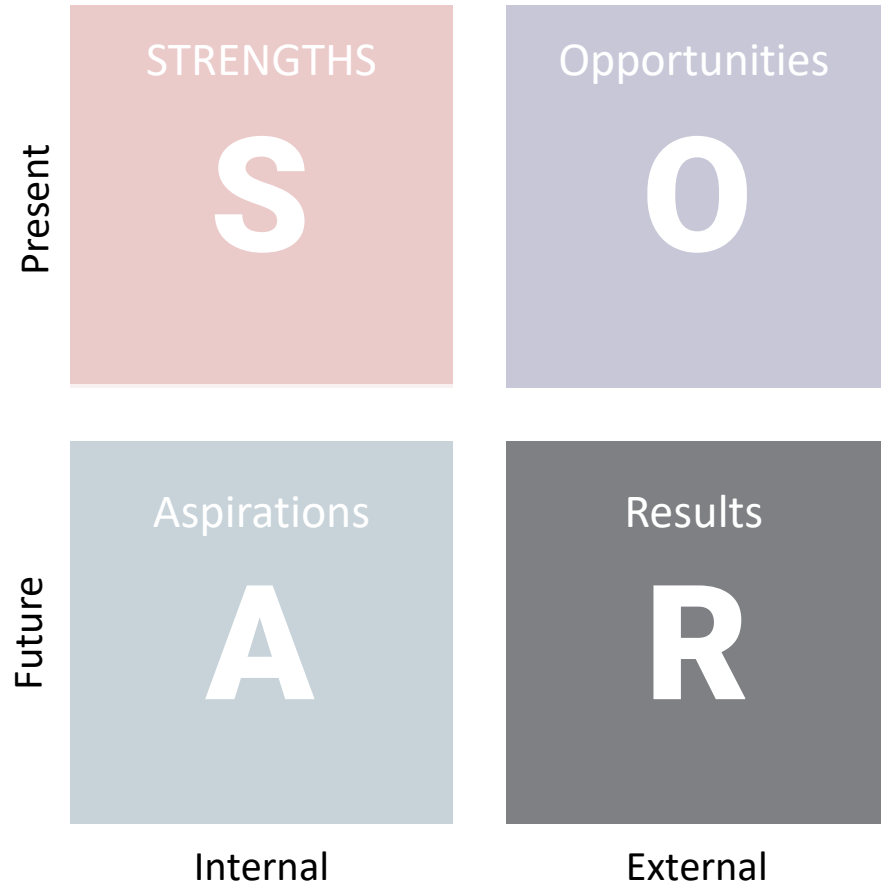 STRENGTHS
S
Opportunities
O
Present
Aspirations
A
Results
R
Future
Internal
External